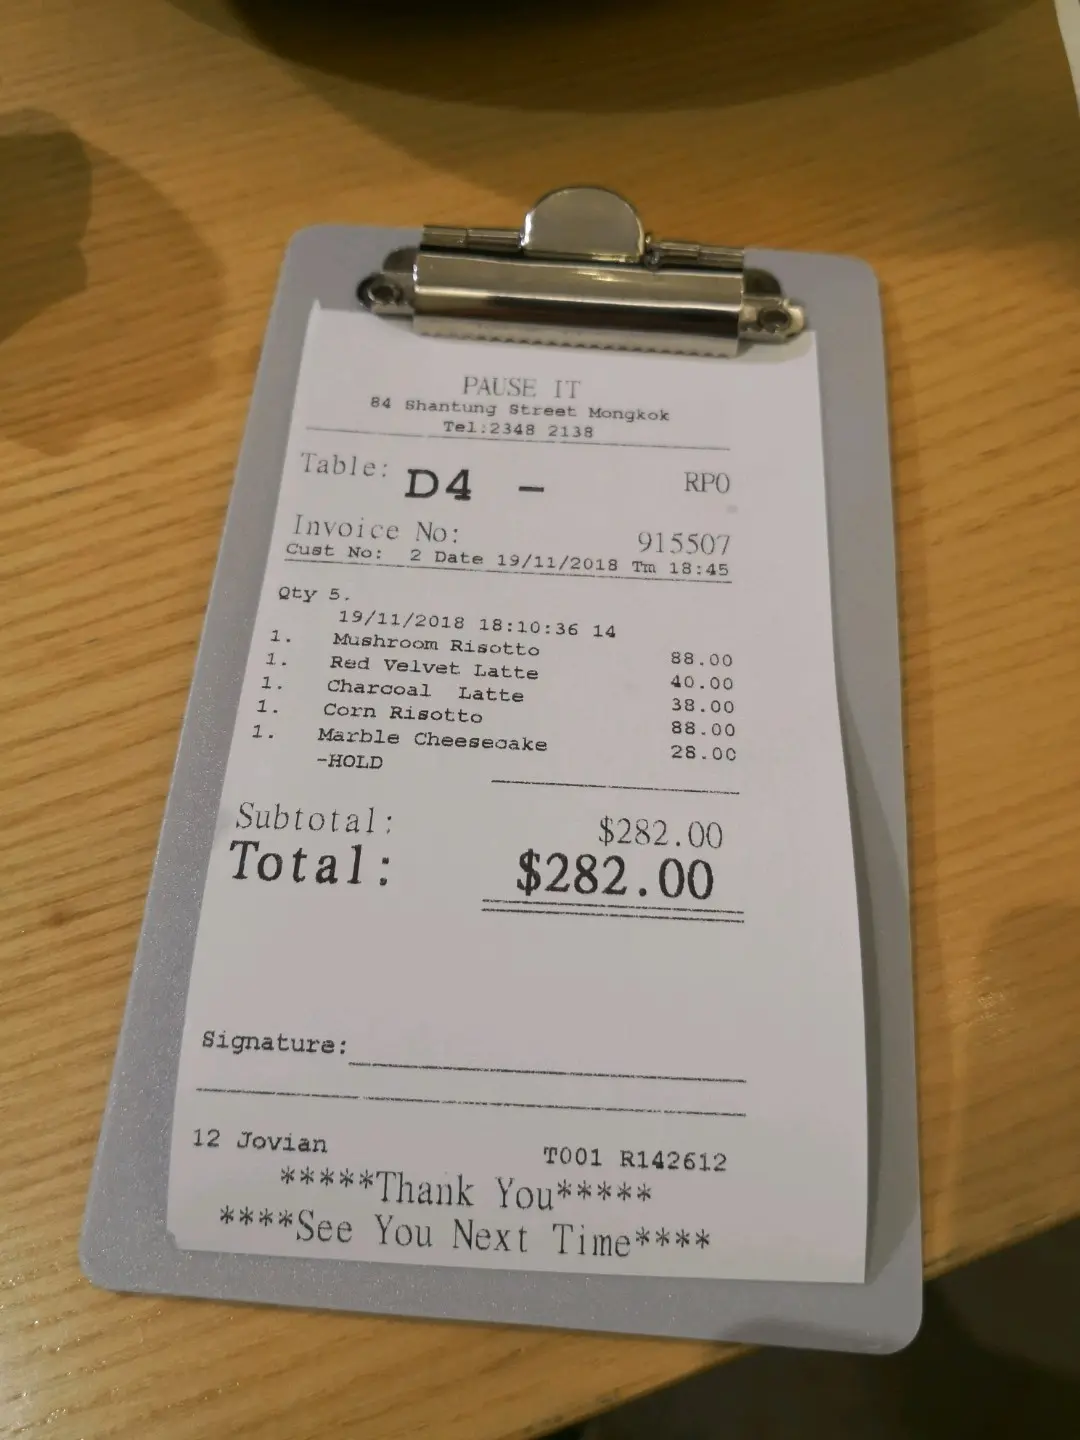 PAUSE IT
84 Shantung Street Mongkok
Tel:2348 2138
Table: D4 - RP0
Invoice No: 915507
Cust No: 2 Date 19/11/2018 Tm 18:45
Qty 5.
19/11/2018 18:10:36 14
1. Mushroom Risotto 88.00
1. Red Velvet Latte 40.00
1. Charcoal Latte 38.00
1. Corn Risotto 88.00
1. Marble Cheesecake 28.00
-HOLD
Subtotal: $282.00
Total: $282.00
Signature:
12 Jovian T001 R142612
*****Thank You*****
****See You Next Time****